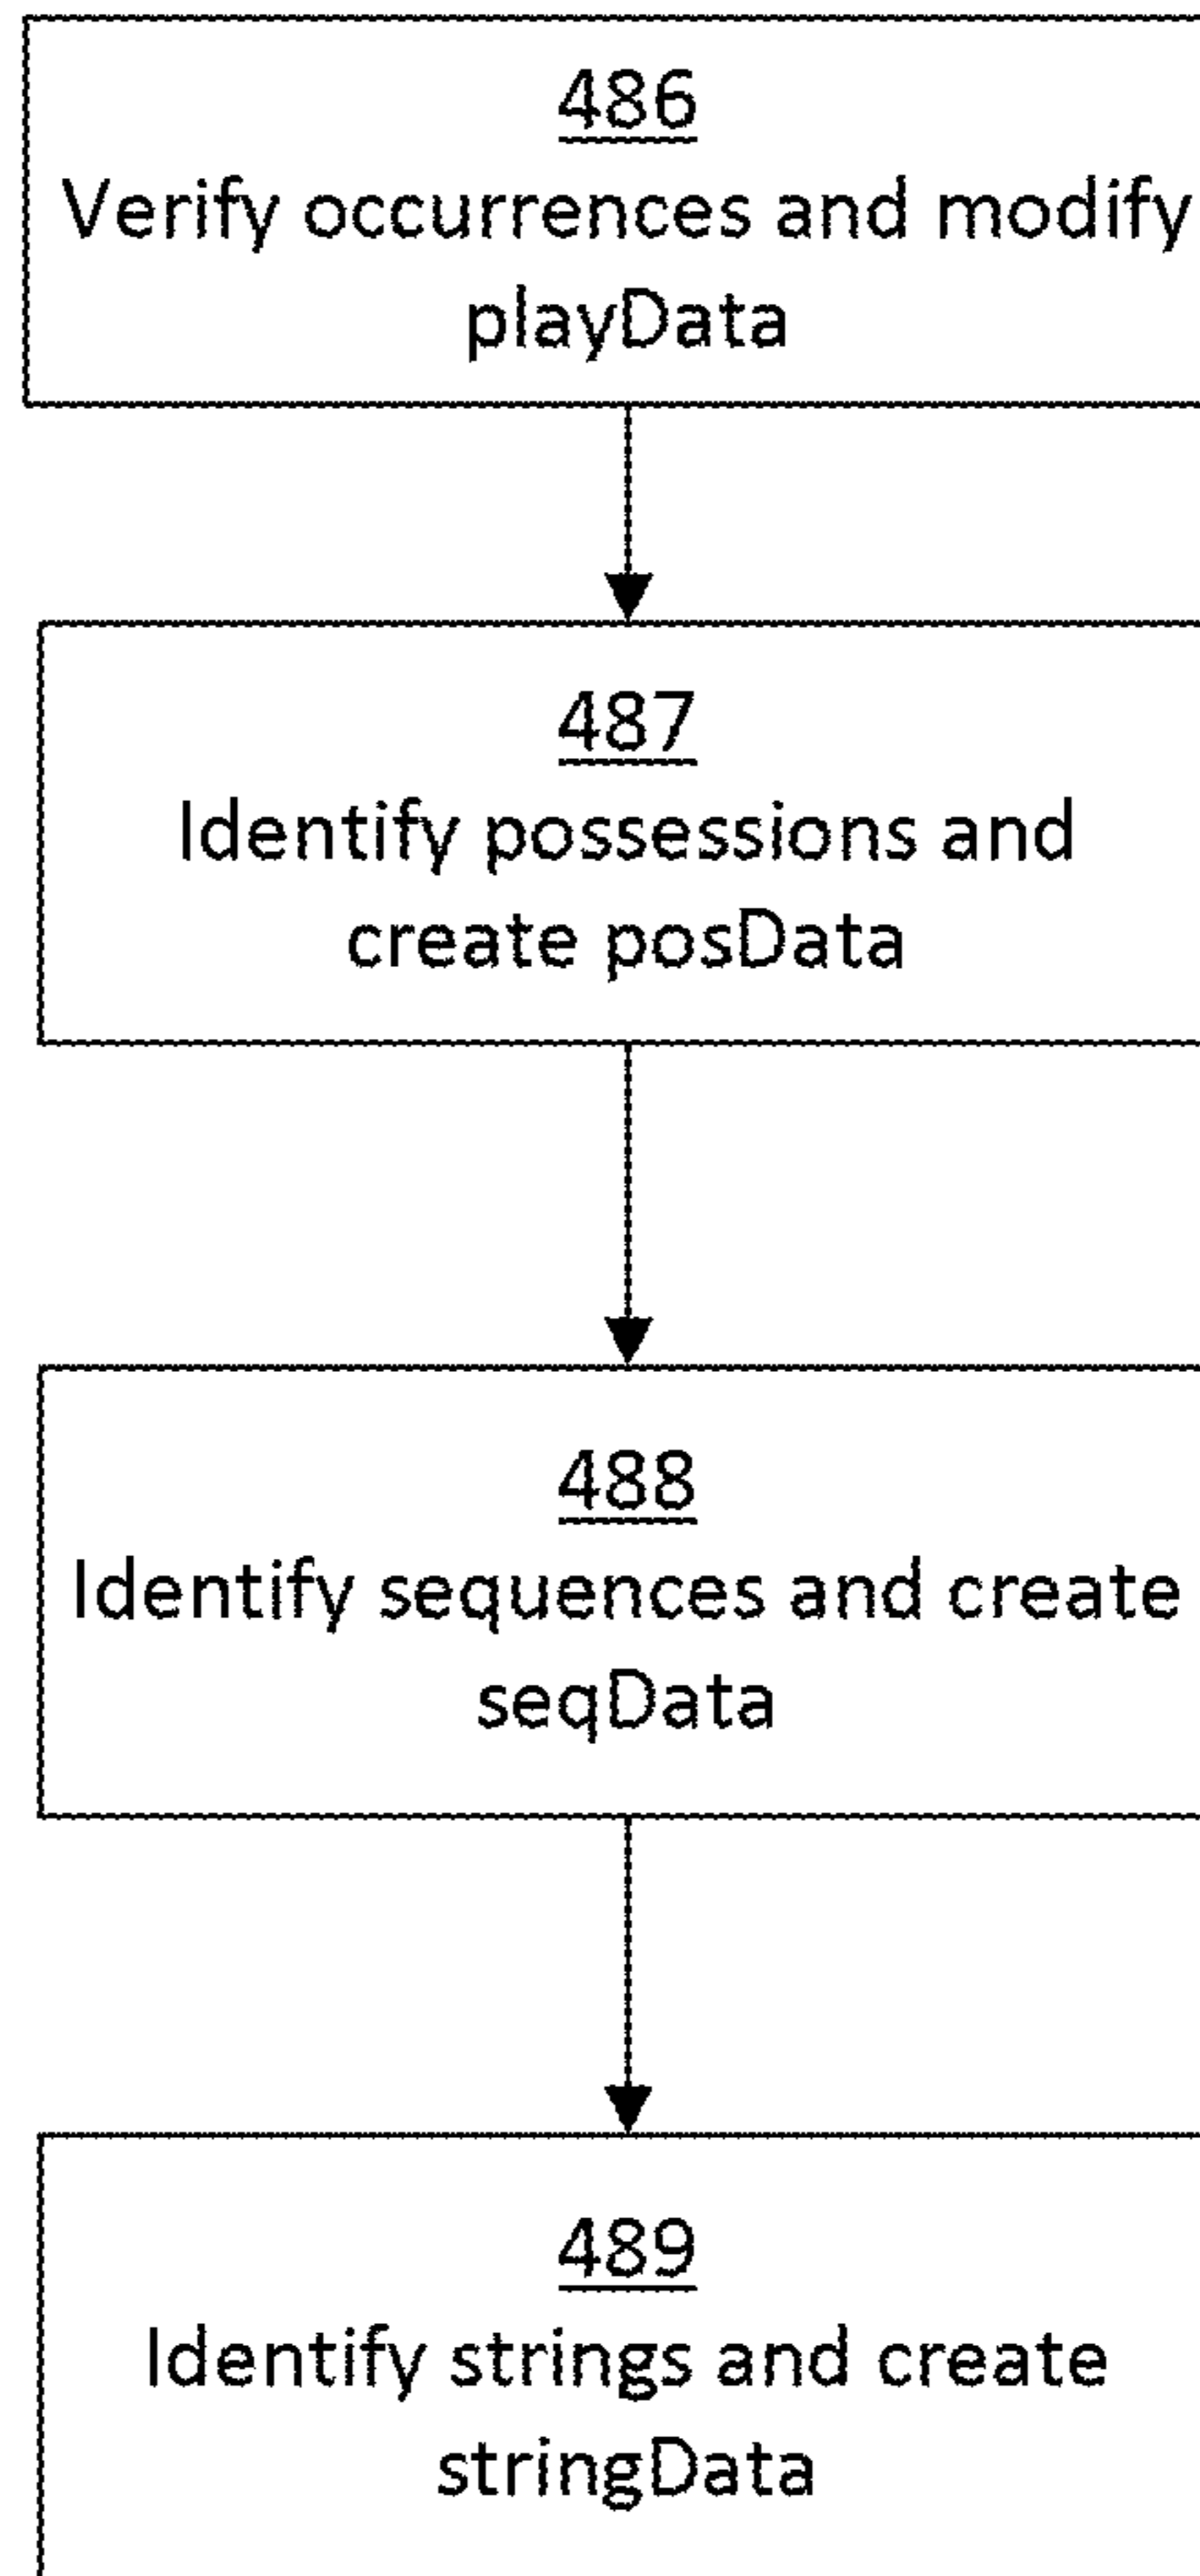 486
Verify occurrences and modify
playData
487
Identify possessions and
create posData
488
Identify sequences and create
seqData
489
Identify strings and create
stringData